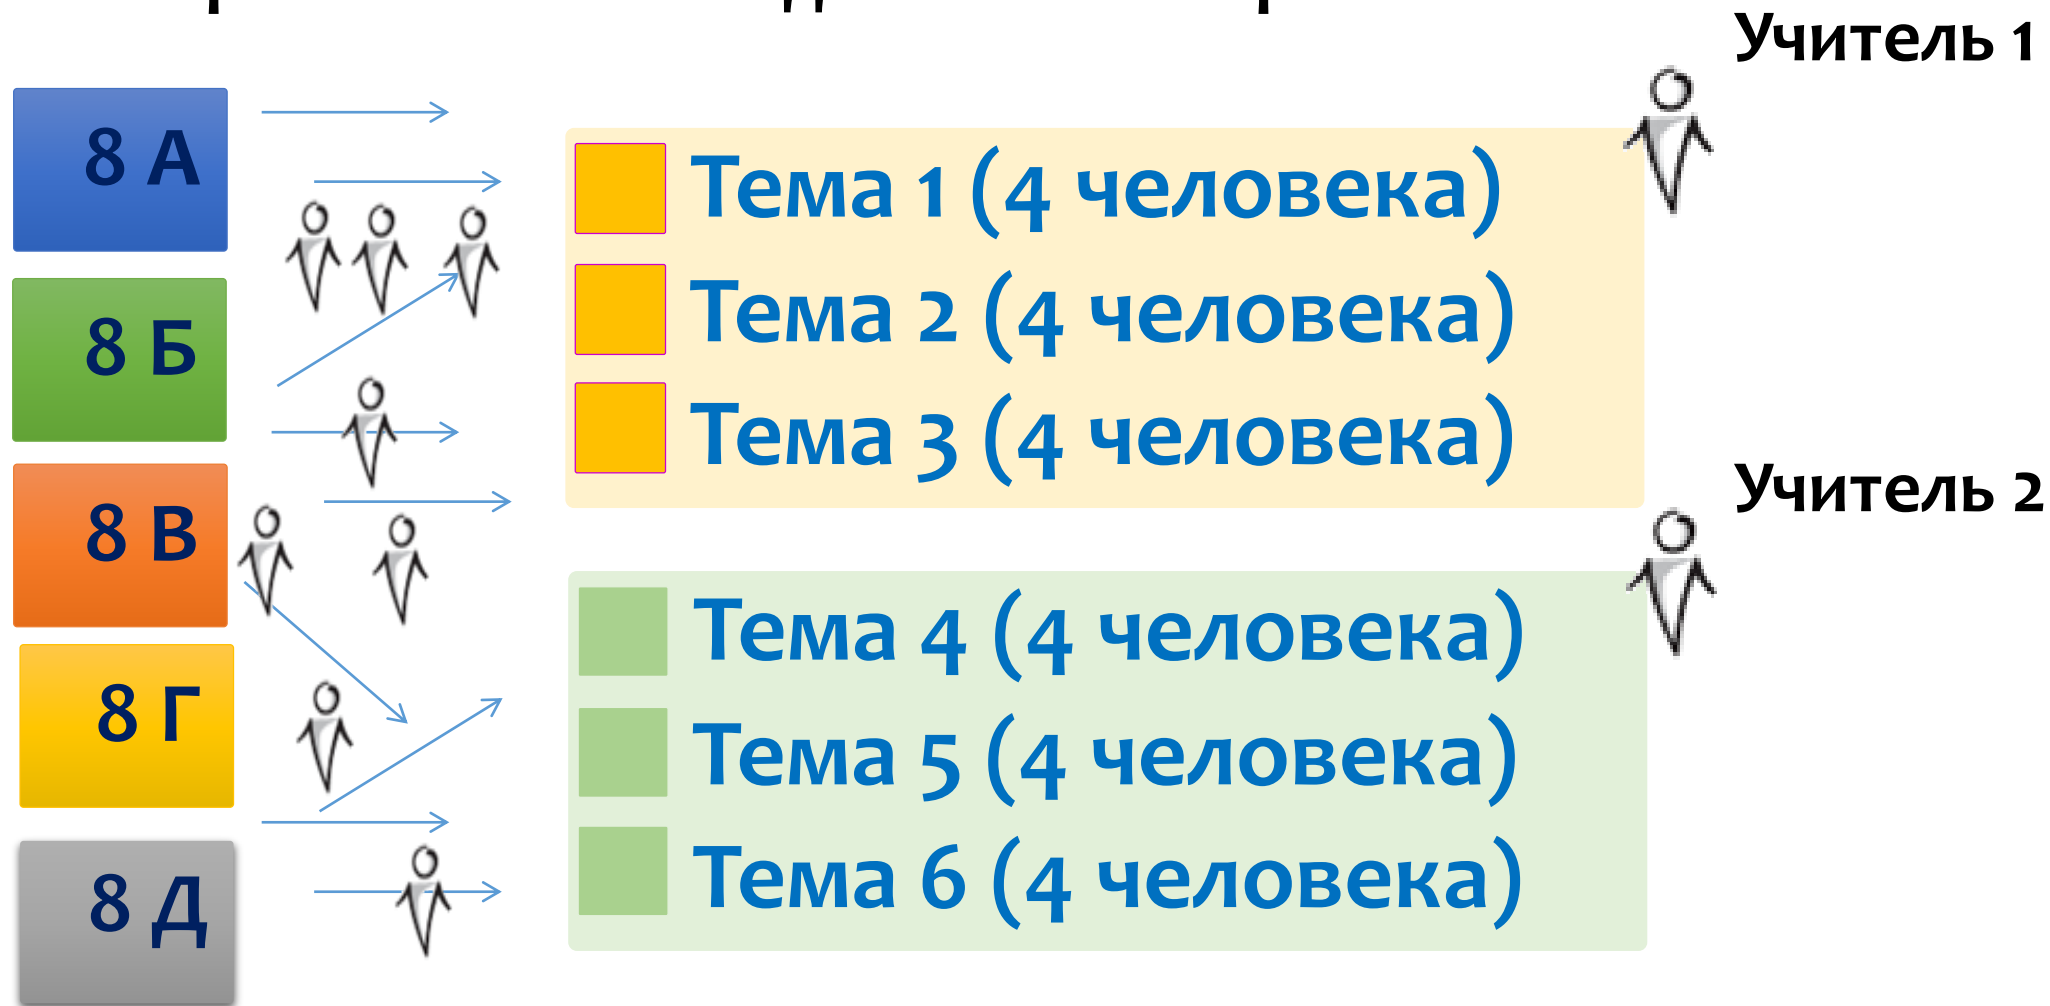 Учитель 1
8 А
Тема 1 (4 человека)
Тема 2 (4 человека)
8 Б
Тема 3 (4 человека)
Учитель 2
8 В
Тема 4 (4 человека)
8 Г
Тема 5 (4 человека)
8 Д
Тема 6 (4 человека)